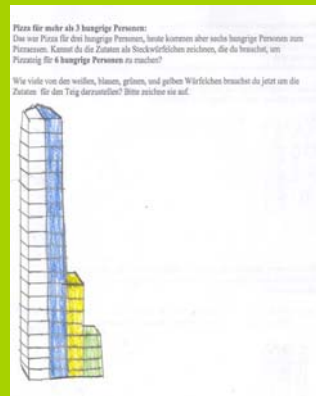 Pizza für mehr als 3 hungrige Personen:
Das war Pizza für drei hungrige Personen, heute kommen aber sechs hungrige Personen zum
Pizzaessen. Kannst du die Zutaten als Steckwürfelchen zeichnen, die du brauchst, um
Pizzateig für 6 hungrige Personen zu machen?
Wie viele von den weißen, blauen, grünen, und gelben Würfelchen brauchst du jetzt um die
Zutaten für den Teig darzustellen? Bitte zeichne sie auf.